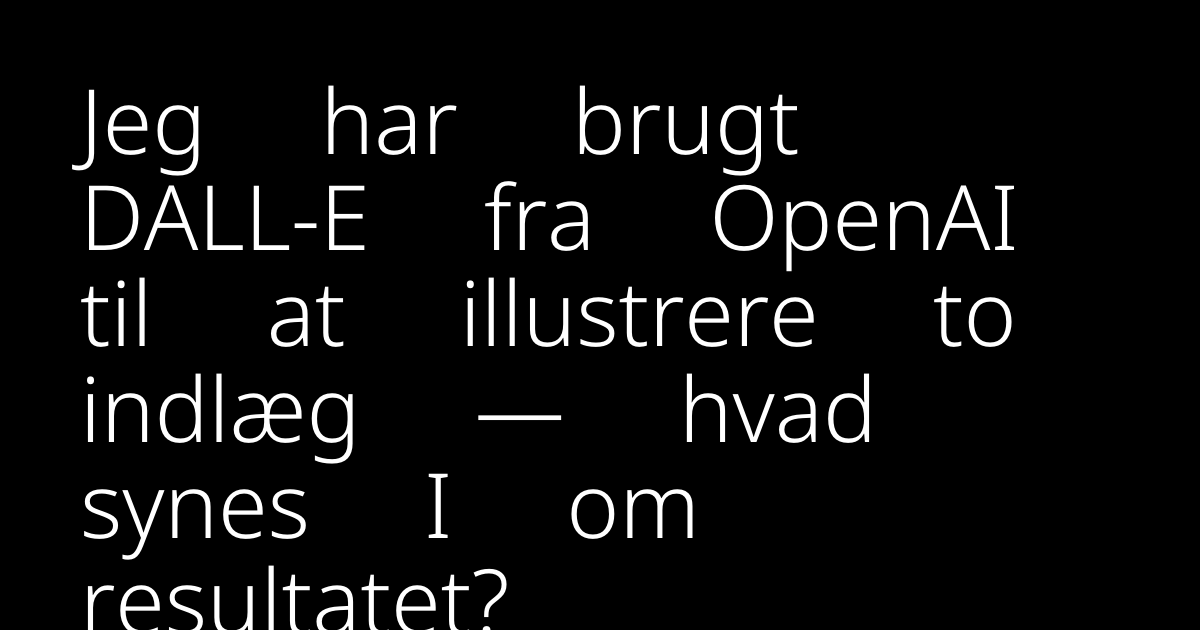 Jeg har brugt
DALL-E fra OpenAI
til at illustrere to
indlæg — hvad
synes I om
resultatet?